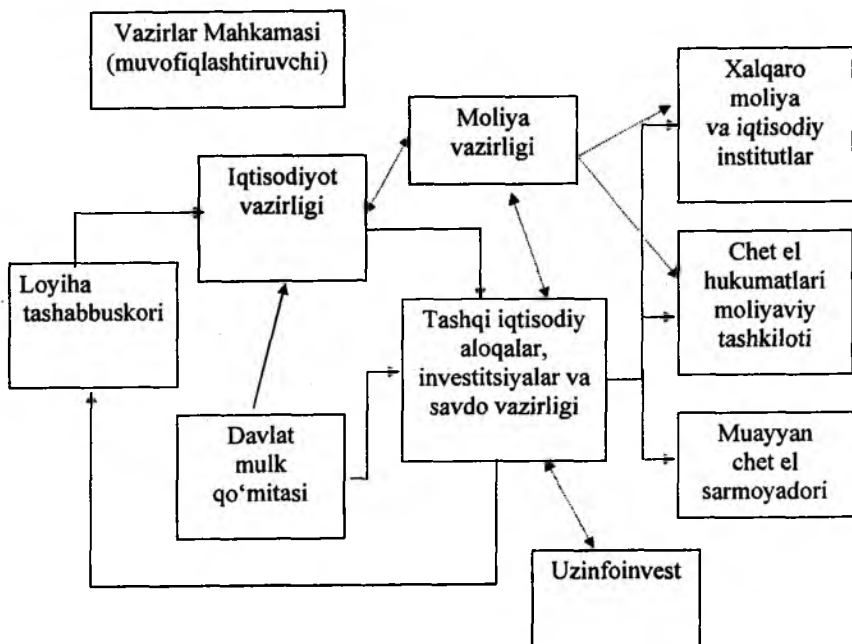 Vazirlar Mahkamasi
(muvofiqlashtiruvchi)
Moliya
vazirligi
Xalqaro
moliya
va iqtisodiy
institutlar
Iqtisodiyot
vazirligi
Loyiha
tashabbuskori
Tashqi iqtisodiy
aloqalar,
investitsiyalar va
savdo vazirligi
Chet el
hukumatlari
moliyaviy
tashkiloti
Davlat
mulk
qo‘mitasi
Muayyan
chet el
sarmoyadori
Uzinfoinvest